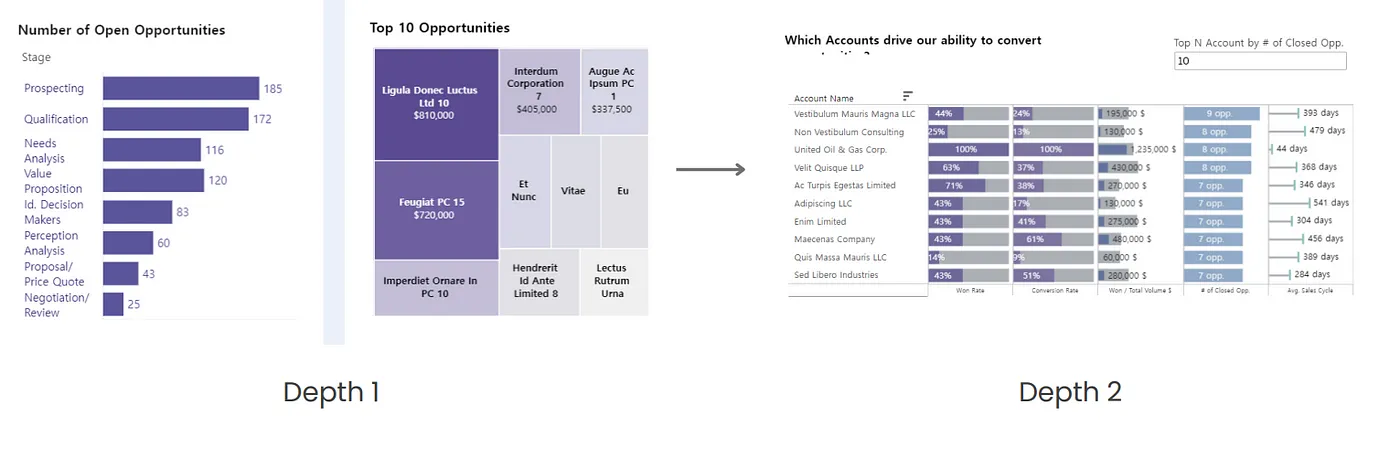 Number of Open Opportunities
Stage
Prospecting 185
Qualification 172
Needs
Analysis 116
Value
Proposition 120
Id. Decision
Makers 83
Perception
Analysis 60
Proposal/
Price Quote 43
Negotiation/
Review 25
Top 10 Opportunities
Ligula Donec Luctus
Ltd 10
$810,000
Feugiat PC 15
$720,000
Imperdiet Ornare In
PC 10
Interdum
Corporation
7
$405,000
Augue Ac
Ipsum PC
1
$337,500
Et
Nunc
Vitae
Eu
Hendrerit
Id Ante
Limited 8
Lectus
Rutrum
Urna
Which Accounts drive our ability to convert
Top N Account by # of Closed Opp.
10
Account Name
Vestibulum Mauris Magna LLC 44% 24% 195,000 $ 9 opp. 393 days
Non Vestibulum Consulting 25% 13% 130,000 $ 8 opp. 479 days
United Oil & Gas Corp. 100% 100% 1,235,000 $ 8 opp. 44 days
Velit Quisque LLP 63% 37% 430,000 $ 8 opp. 368 days
Ac Turpis Egestas Limited 71% 38% 270,000 $ 7 opp. 346 days
Adipiscing LLC 43% 17% 130,000 $ 7 opp. 541 days
Enim Limited 43% 41% 275,000 $ 7 opp. 304 days
Maecenas Company 43% 61% 480,000 $ 7 opp. 456 days
Quis Massa Mauris LLC 14% 9% 60,000 $ 7 opp. 389 days
Sed Libero Industries 43% 51% 280,000 $ 7 opp. 284 days
Won Rate Conversion Rate Won / Total Volume $ # of Closed Opp. Avg. Sales Cycle
Depth 1
Depth 2